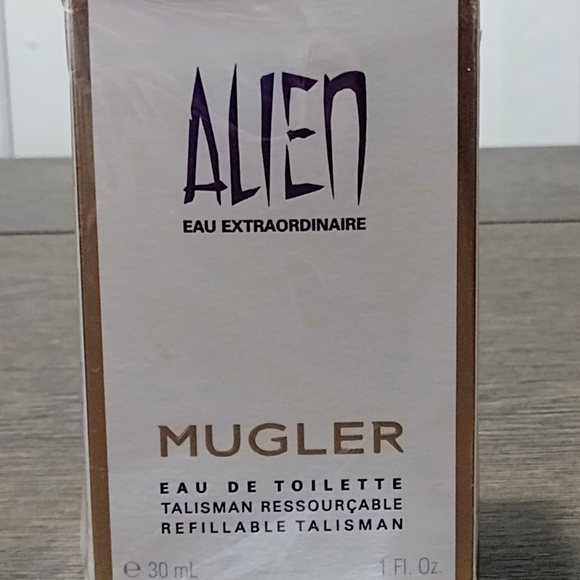 ALIEN
EAU EXTRAORDINAIRE
MUGLER
EAU DE TOILETTE
TALISMAN RESSOURÇABLE
REFILLABLE TALISMAN
℮ 30 mL 1 Fl. Oz.